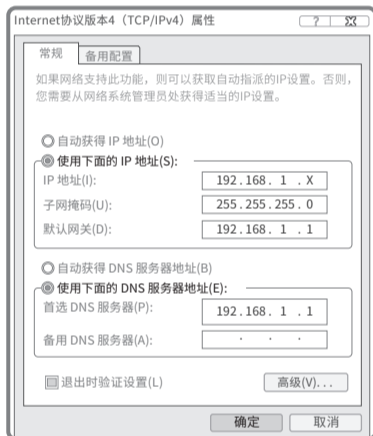 Internet协议版本4（TCP/IPv4）属性
?
常规 备用配置
如果网络支持此功能，则可以获取自动指派的IP设置。否则，
您需要从网络系统管理员处获得适当的IP设置。
自动获得 IP 地址(O)
使用下面的 IP 地址(S):
IP 地址(I): 192.168. 1 . X
子网掩码(U): 255.255.255. 0
默认网关(D): 192.168. 1 . 1
自动获得 DNS 服务器地址(B)
使用下面的 DNS 服务器地址(E):
首选 DNS 服务器(P): 192.168. 1 . 1
备用 DNS 服务器(A): . . .
退出时验证设置(L) 高级(V)...
确定 取消